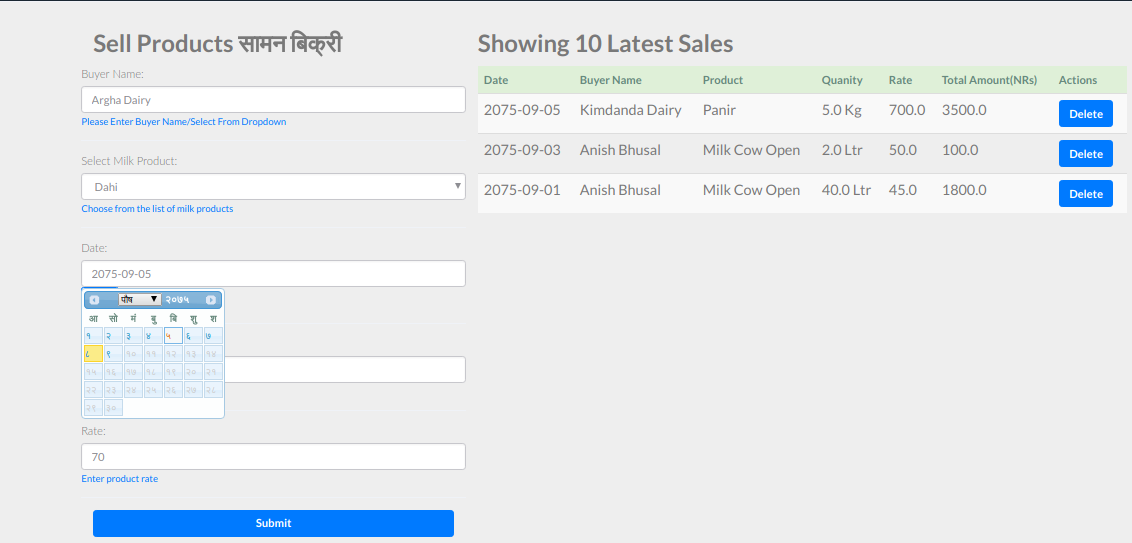 Sell Products सामन बिक्री
Buyer Name:
Argha Dairy
Please Enter Buyer Name/Select From Dropdown
Select Milk Product:
Dahi
Choose from the list of milk products
Date:
2075-09-05
पौष २०७५
आ सो मं बु बि शु श
१ २ ३ ४ ५ ६ ७
८ ९ १० ११ १२ १३ १४
१५ १६ १७ १८ १९ २० २१
२२ २३ २४ २५ २६ २७ २८
२९ ३०
Rate:
70
Enter product rate
Submit
Showing 10 Latest Sales
Date Buyer Name Product Quanity Rate Total Amount(NRs) Actions
2075-09-05 Kimdanda Dairy Panir 5.0 Kg 700.0 3500.0 Delete
2075-09-03 Anish Bhusal Milk Cow Open 2.0 Ltr 50.0 100.0 Delete
2075-09-01 Anish Bhusal Milk Cow Open 40.0 Ltr 45.0 1800.0 Delete